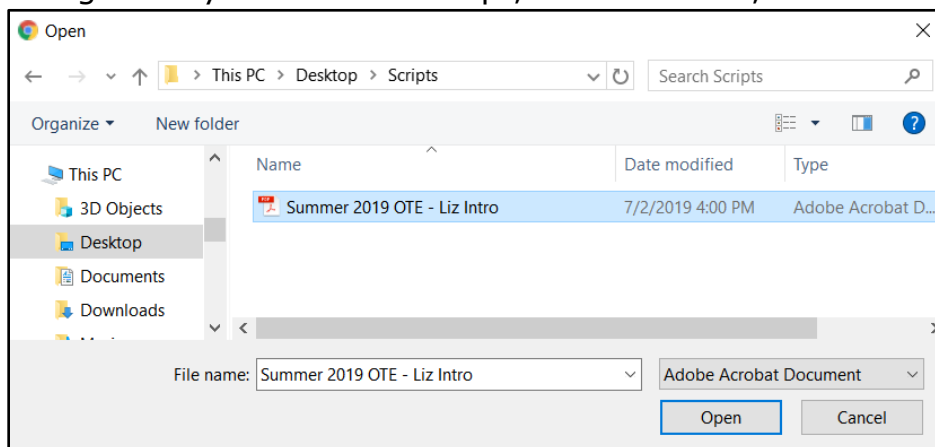 Open
This PC > Desktop > Scripts
Search Scripts
Organize
New folder
Name
Date modified
Type
This PC
3D Objects
Desktop
Documents
Downloads
Summer 2019 OTE - Liz Intro
7/2/2019 4:00 PM
Adobe Acrobat D...
File name:
Summer 2019 OTE - Liz Intro
Adobe Acrobat Document
Open
Cancel